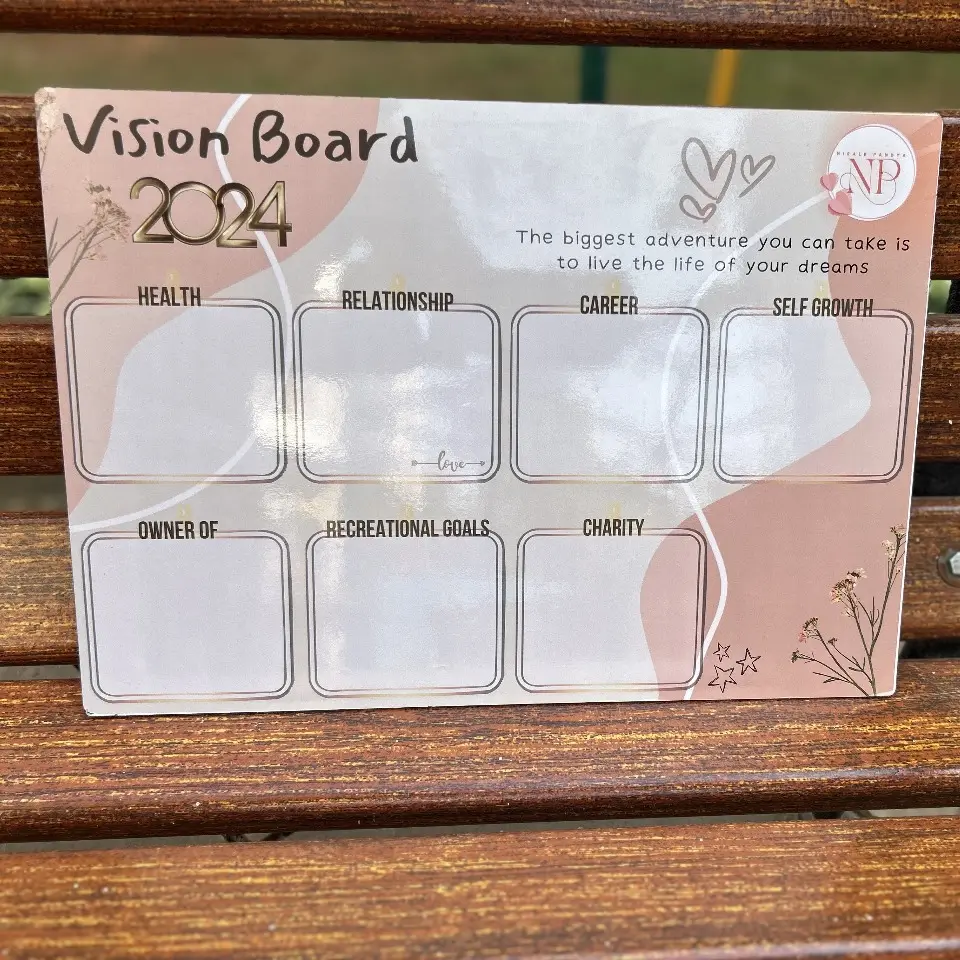 Vision Board
2024
NP
The biggest adventure you can take is
to live the life of your dreams
HEALTH
RELATIONSHIP
CAREER
SELF GROWTH
love
OWNER OF
RECREATIONAL GOALS
CHARITY